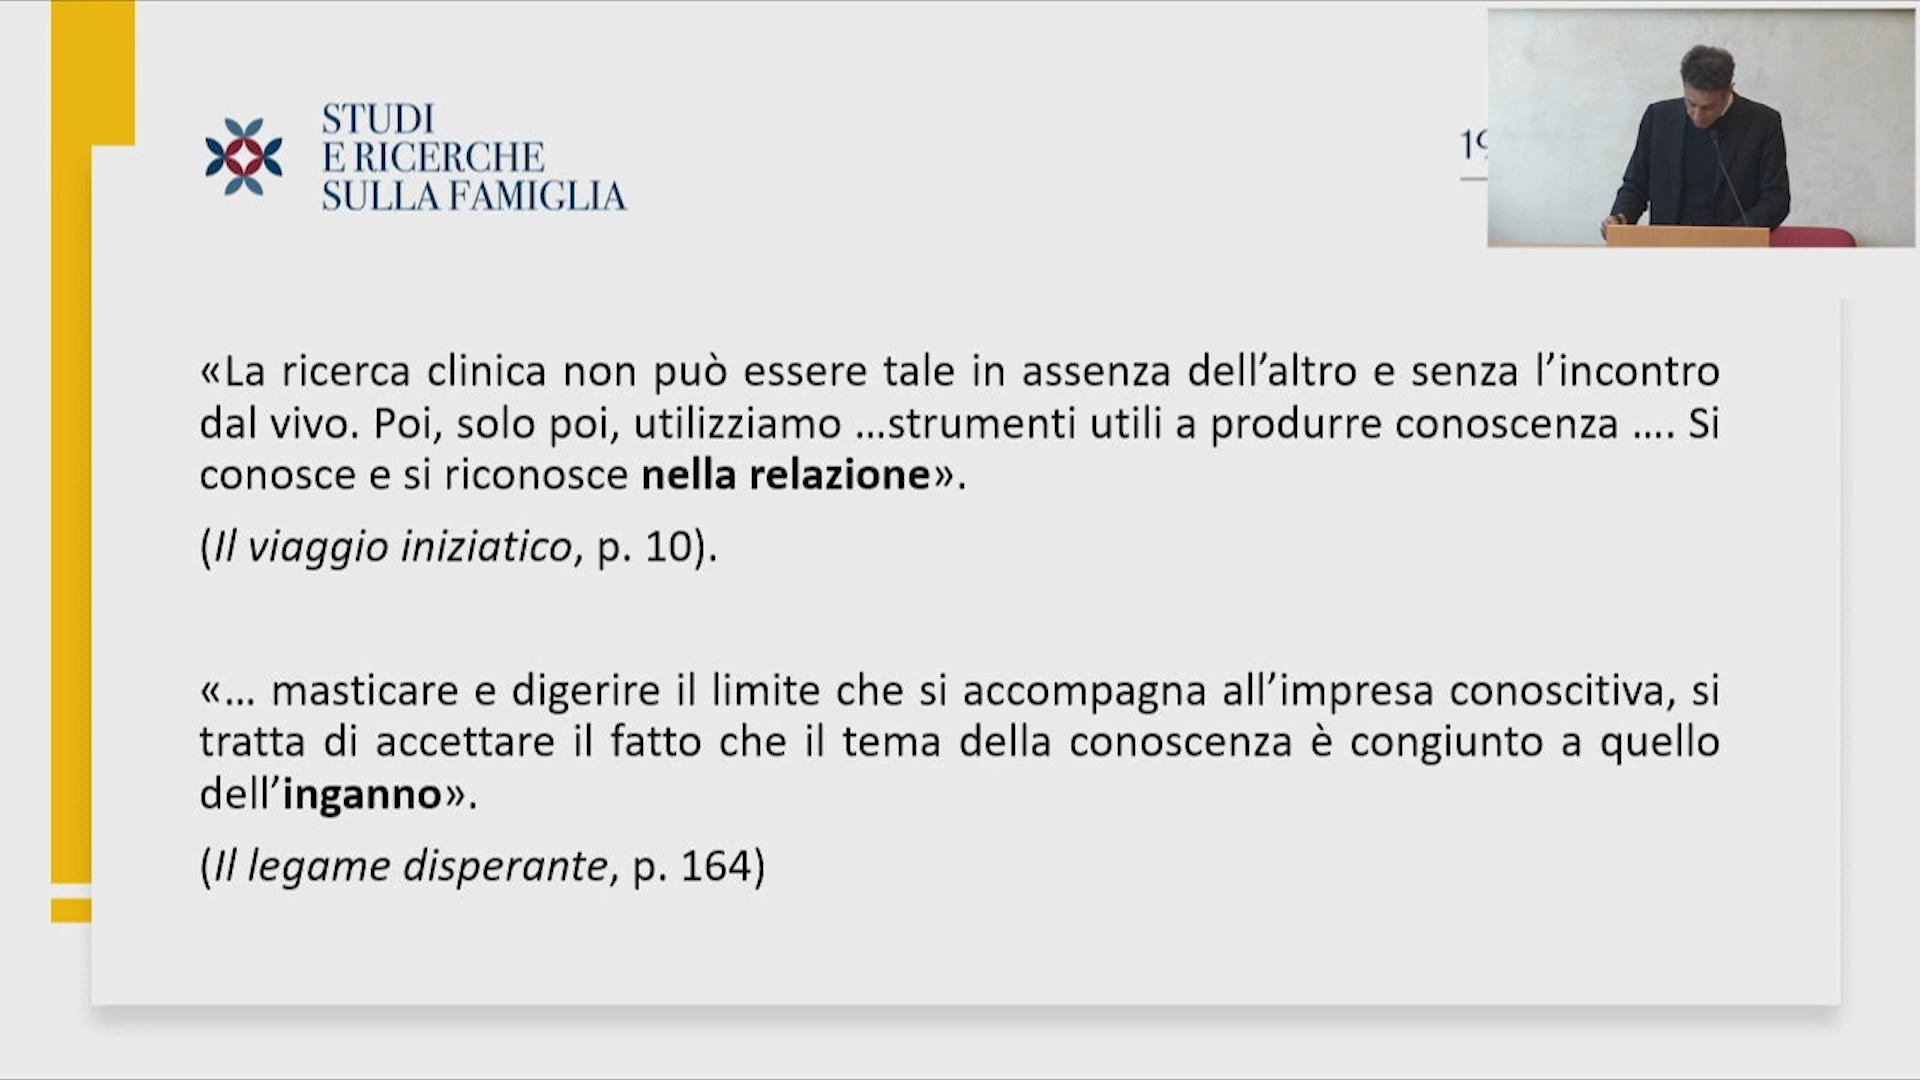 STUDI
E RICERCHE
SULLA FAMIGLIA
19
«La ricerca clinica non può essere tale in assenza dell’altro e senza l’incontro
dal vivo. Poi, solo poi, utilizziamo ...strumenti utili a produrre conoscenza .... Si
conosce e si riconosce nella relazione».
(Il viaggio iniziatico, p. 10).
«... masticare e digerire il limite che si accompagna all’impresa conoscitiva, si
tratta di accettare il fatto che il tema della conoscenza è congiunto a quello
dell’inganno».
(Il legame disperante, p. 164)